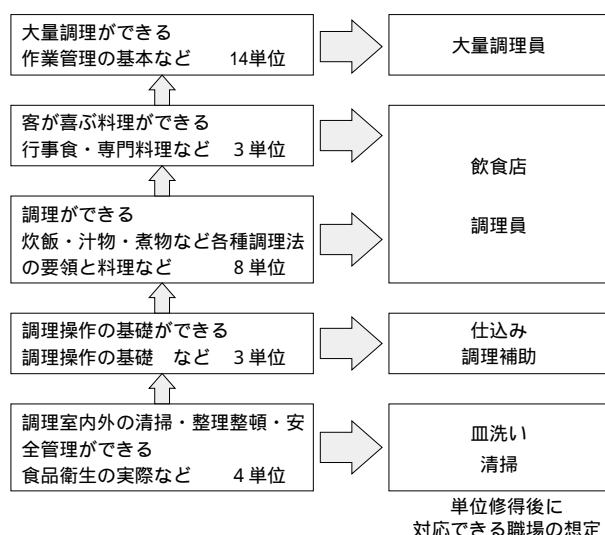 大量調理ができる
作業管理の基本など　　14単位
大量調理員
客が喜ぶ料理ができる
行事食・専門料理など　3単位
調理ができる
炊飯・汁物・煮物など各種調理法
の要領と料理など　　　8単位
飲食店
調理員
調理操作の基礎ができる
調理操作の基礎　など　3単位
仕込み
調理補助
調理室内外の清掃・整理整頓・安
全管理ができる
食品衛生の実際など　　4単位
皿洗い
清掃
単位修得後に
対応できる職場の想定